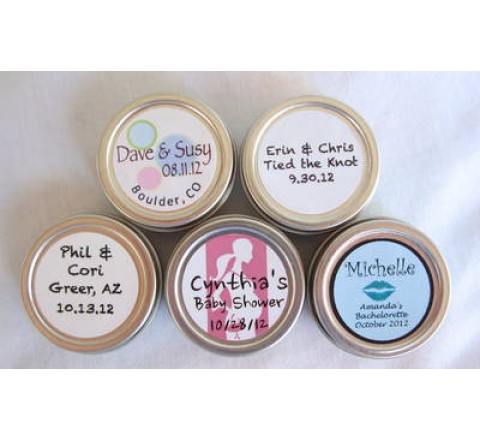 Dave & Susy
08.11.12
Boulder, CO
Erin & Chris
Tied the Knot
9.30.12
Phil &
Cori
Greer, AZ
10.13.12
Cynthia's
Baby Shower
10/28/12
Michelle
Amanda's
Bachelorette
October 2012